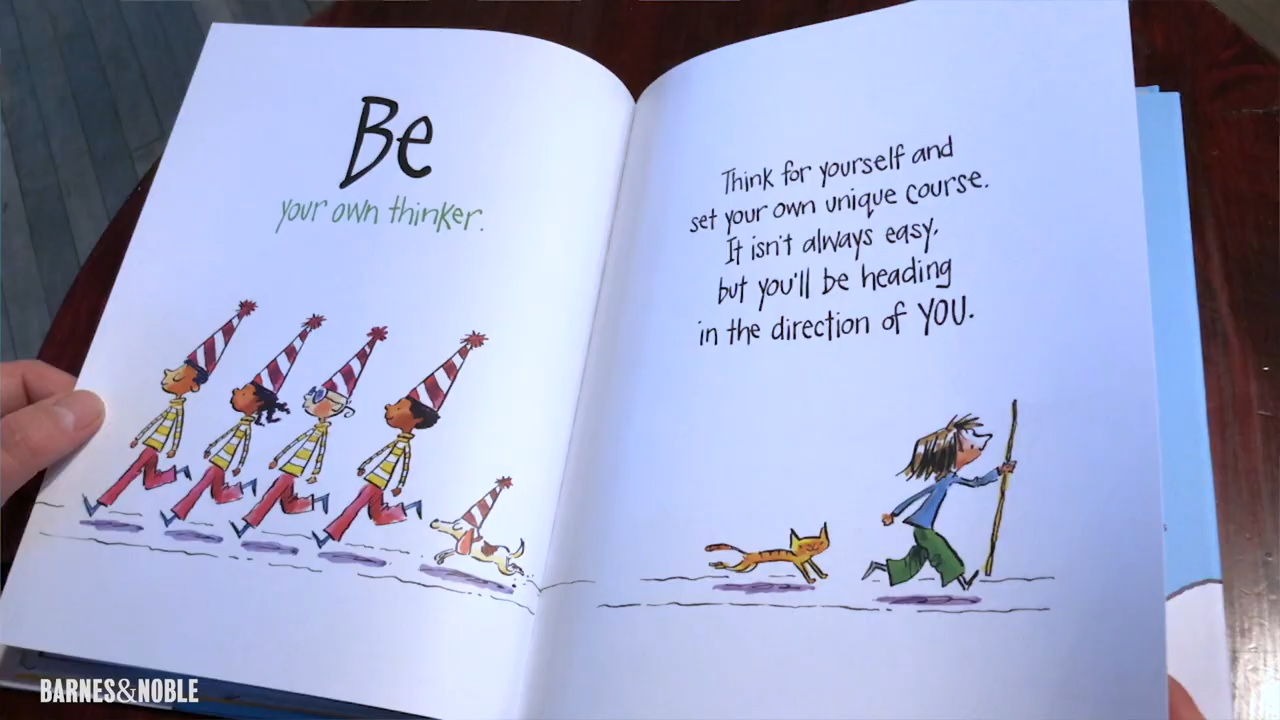 Be
your own thinker.
Think for yourself and
set your own unique course.
It isn't always easy,
but you'll be heading
in the direction of YOU.
BARNES&NOBLE